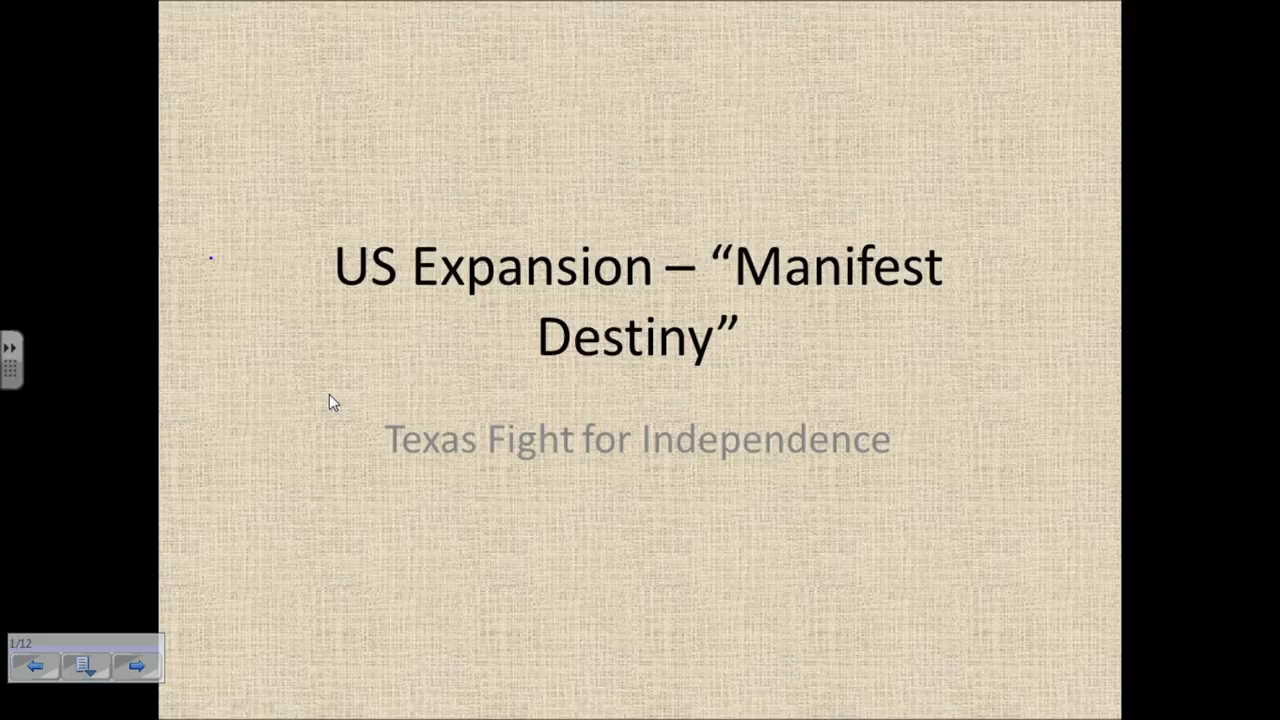 US Expansion – “Manifest
Destiny”
Texas Fight for Independence
1/12